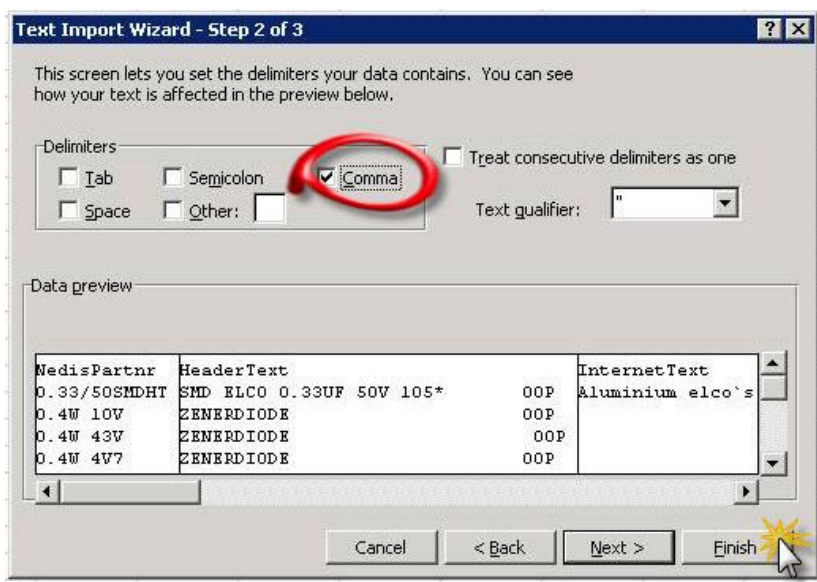 Text Import Wizard - Step 2 of 3
This screen lets you set the delimiters your data contains. You can see
how your text is affected in the preview below.
Delimiters
Tab Semicolon Comma
Space Other:
Treat consecutive delimiters as one
Text qualifier: "
Data preview
NedisPartnr HeaderText InternetText
0.33/50SMDHT SMD ELCO 0.33UF 50V 105* 00P Aluminium elco`s
0.4W 10V ZENERDIODE 00P
0.4W 43V ZENERDIODE 00P
0.4W 4V7 ZENERDIODE 00P
Cancel < Back Next > Finish